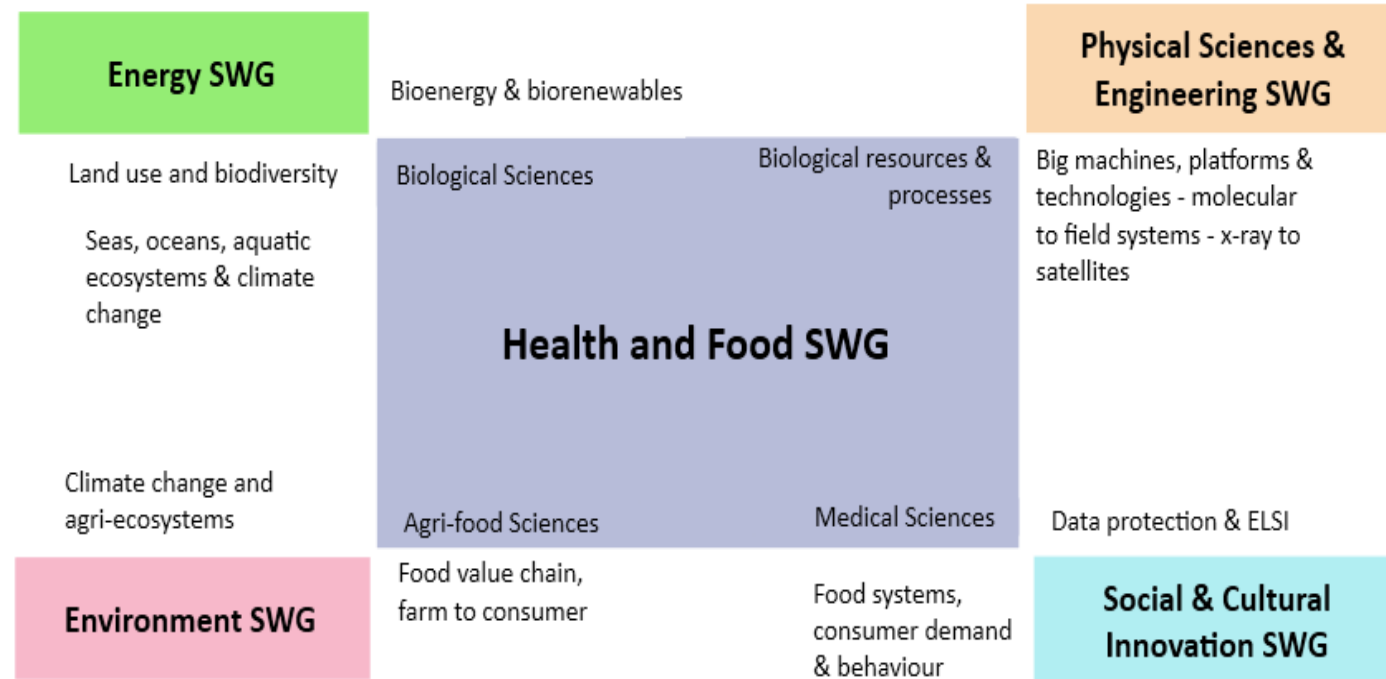 Energy SWG
Bioenergy & biorenewables
Physical Sciences &
Engineering SWG
Land use and biodiversity
Seas, oceans, aquatic
ecosystems & climate
change
Biological Sciences
Biological resources &
processes
Big machines, platforms &
technologies - molecular
to field systems - x-ray to
satellites
Health and Food SWG
Climate change and
agri-ecosystems
Agri-food Sciences
Medical Sciences
Data protection & ELSI
Environment SWG
Food value chain,
farm to consumer
Food systems,
consumer demand
& behaviour
Social & Cultural
Innovation SWG